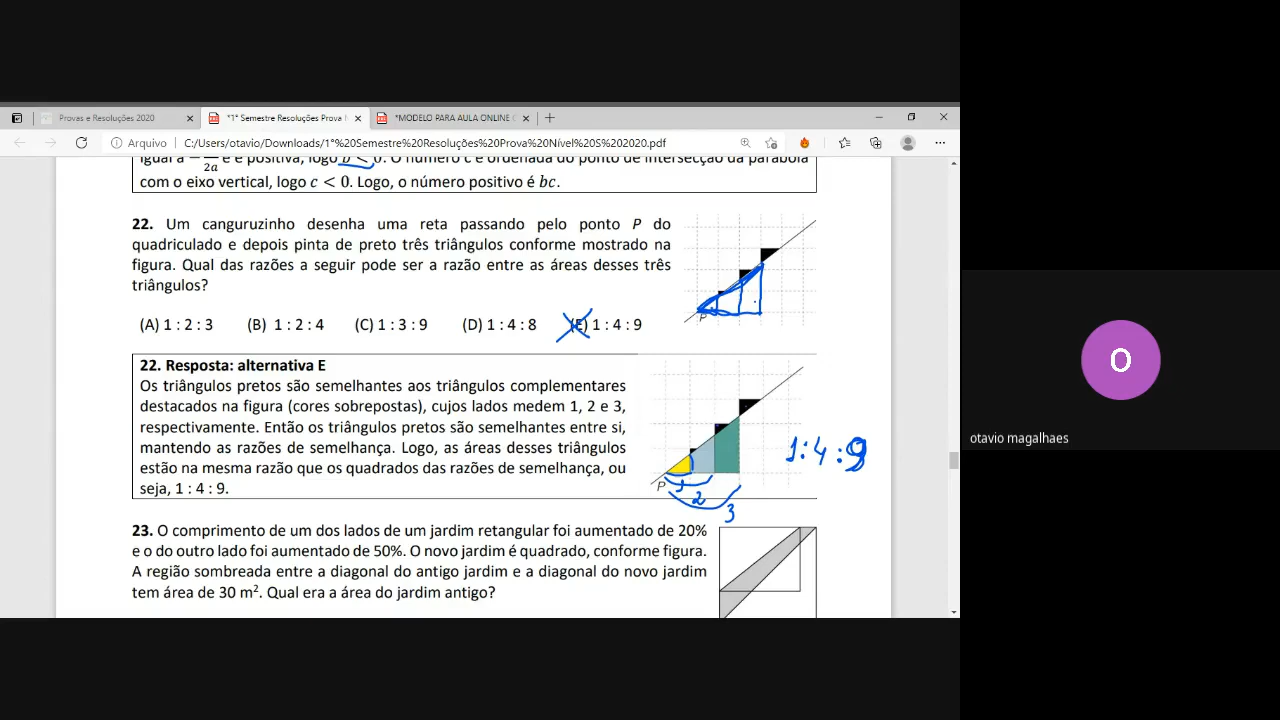 Provas e Resoluções 2020
*1° Semestre Resoluções Prova N
*MODELO PARA AULA ONLINE C
Arquivo
C:/Users/otavio/Downloads/1°%20Semestre%20Resoluções%20Prova%20Nível%20S%202020.pdf
2a
com o eixo vertical, logo c < 0. Logo, o número positivo é bc.
22. Um canguruzinho desenha uma reta passando pelo ponto P do
quadriculado e depois pinta de preto três triângulos conforme mostrado na
figura. Qual das razões a seguir pode ser a razão entre as áreas desses três
triângulos?
P
(A) 1 : 2 : 3 (B) 1 : 2 : 4 (C) 1 : 3 : 9 (D) 1 : 4 : 8 (E) 1 : 4 : 9
22. Resposta: alternativa E
Os triângulos pretos são semelhantes aos triângulos complementares
destacados na figura (cores sobrepostas), cujos lados medem 1, 2 e 3,
respectivamente. Então os triângulos pretos são semelhantes entre si,
mantendo as razões de semelhança. Logo, as áreas desses triângulos
estão na mesma razão que os quadrados das razões de semelhança, ou
seja, 1 : 4 : 9.
P
1
2
3
1:4:9
23. O comprimento de um dos lados de um jardim retangular foi aumentado de 20%
e o do outro lado foi aumentado de 50%. O novo jardim é quadrado, conforme figura.
A região sombreada entre a diagonal do antigo jardim e a diagonal do novo jardim
tem área de 30 m². Qual era a área do jardim antigo?
O
otavio magalhaes